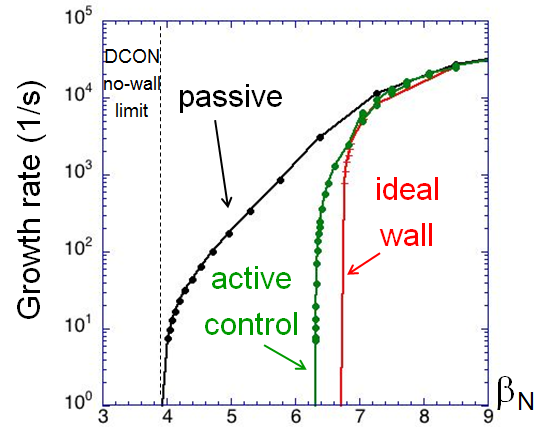 10^5
DCON
no-wall
limit
passive
10^4
10^3
ideal
wall
10^2
active
control
10^1
10^0
Growth rate (1/s)
3 4 5 6 7 8 9
β_N